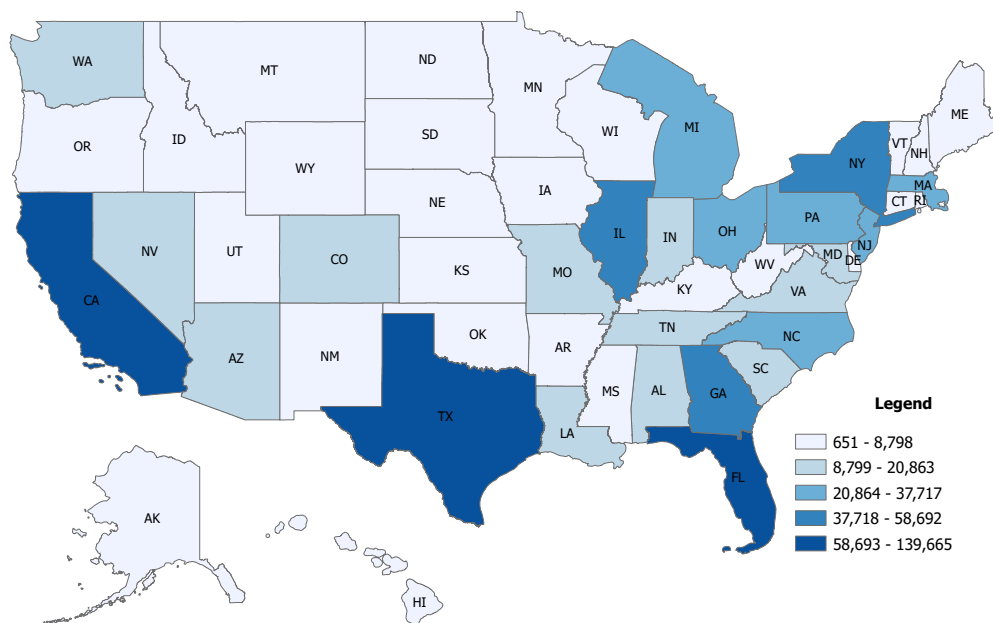 WA
MT
ND
MN
ME
OR
ID
SD
WI
MI
VT
NH
NY
WY
MA
CT
RI
IA
NE
PA
NV
UT
CO
IL
IN
OH
NJ
MD
DE
KS
MO
WV
VA
KY
CA
AZ
NM
OK
AR
TN
NC
SC
MS
AL
GA
TX
LA
FL
AK
HI
Legend
651 - 8,798
8,799 - 20,863
20,864 - 37,717
37,718 - 58,692
58,693 - 139,665